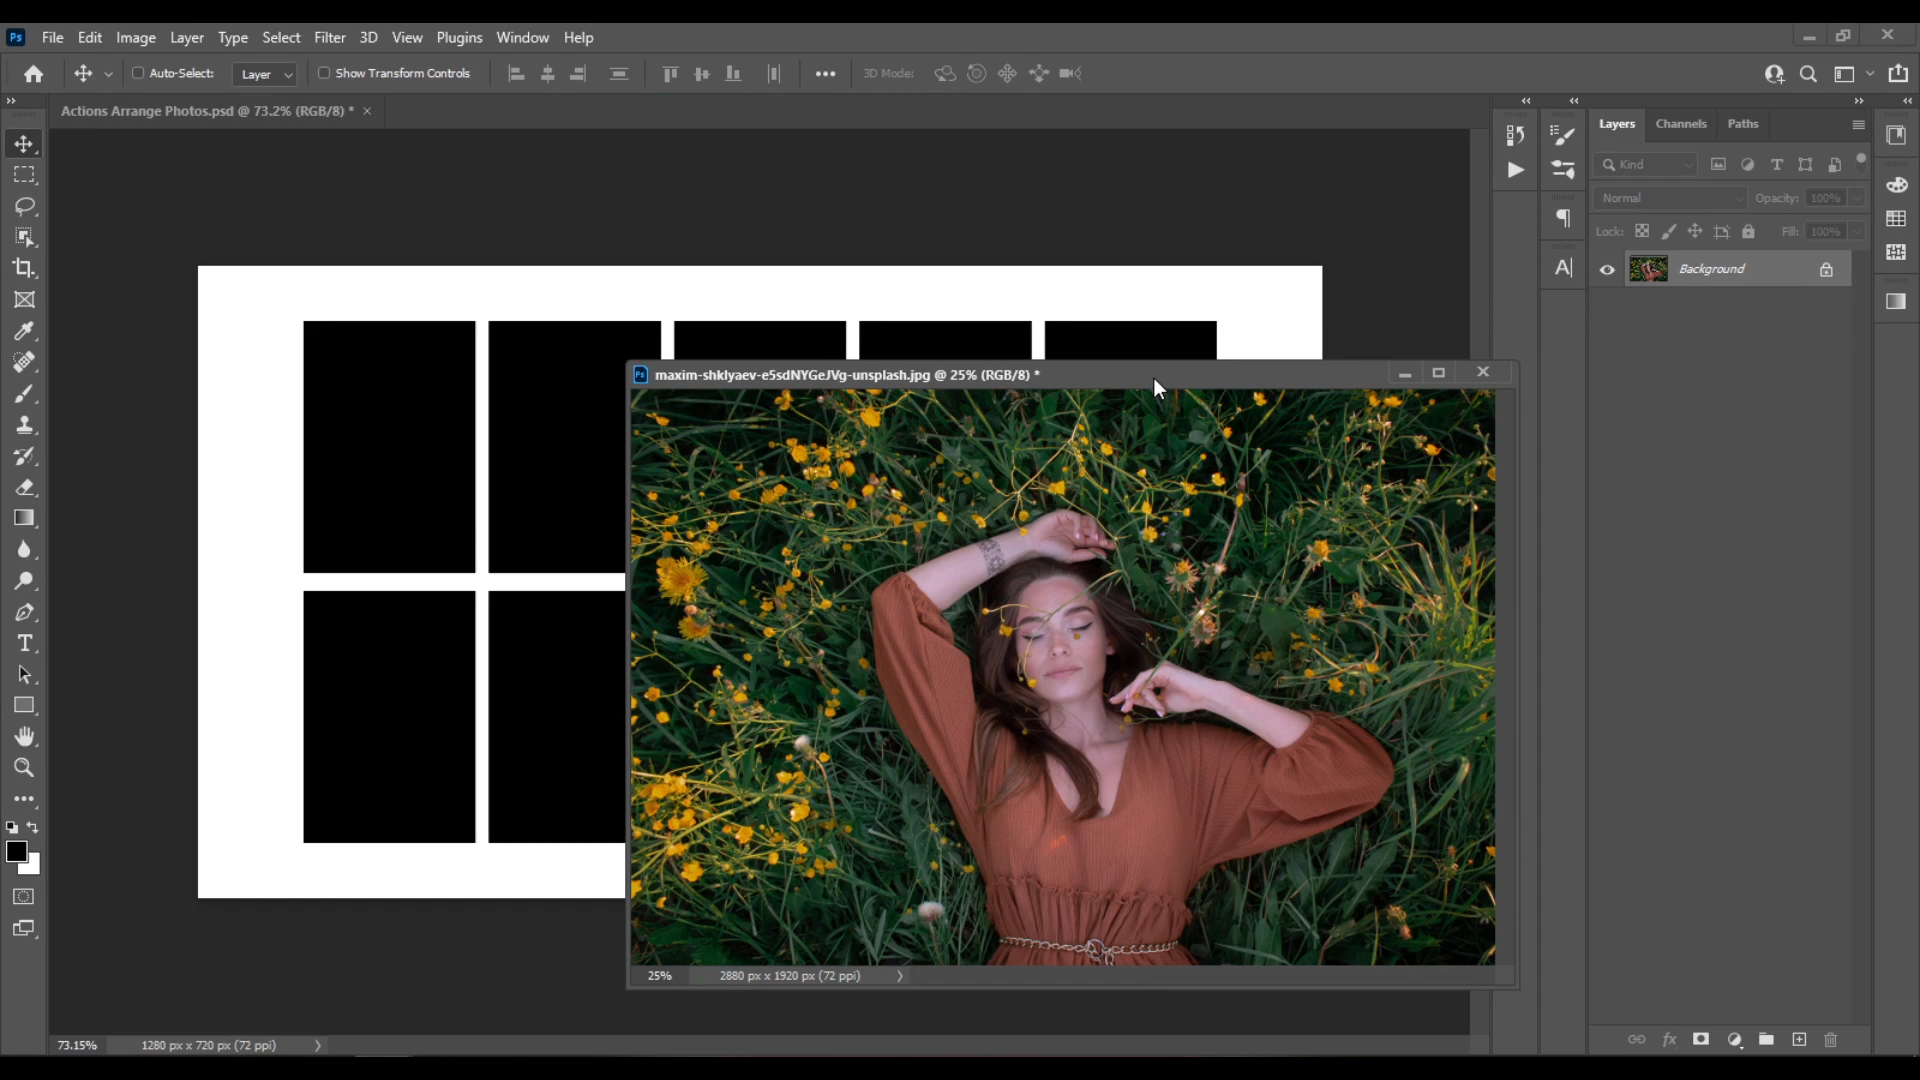 Ps File Edit Image Layer Type Select Filter 3D View Plugins Window Help
Auto-Select: Layer Show Transform Controls 3D Mode:
Actions Arrange Photos.psd @ 73.2% (RGB/8) *
Layers Channels Paths
Kind
Normal Opacity: 100%
Lock: Fill: 100%
Background
Ps maxim-shklyaev-e5sdNYGeJVg-unsplash.jpg @ 25% (RGB/8) *
25% 2880 px x 1920 px (72 ppi)
73.15% 1280 px x 720 px (72 ppi)